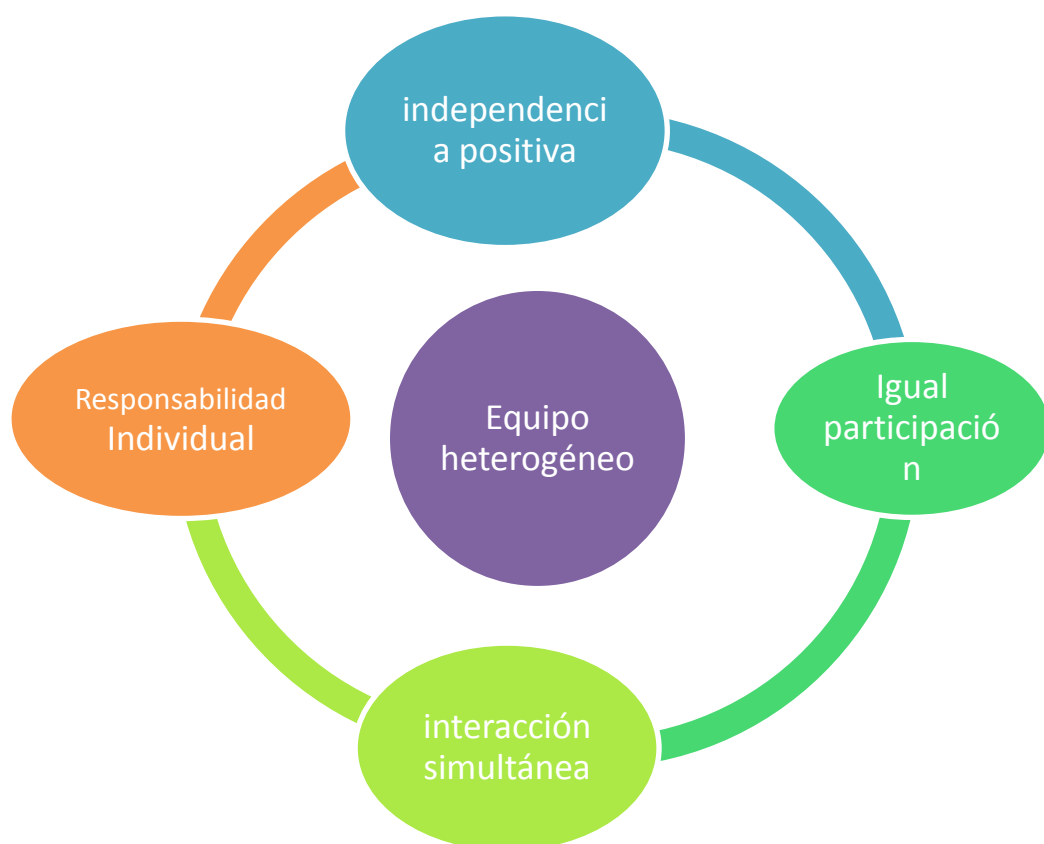 independenci
a positiva
Responsabilidad
Individual
Equipo
heterogéneo
Igual
participació
n
interacción
simultánea